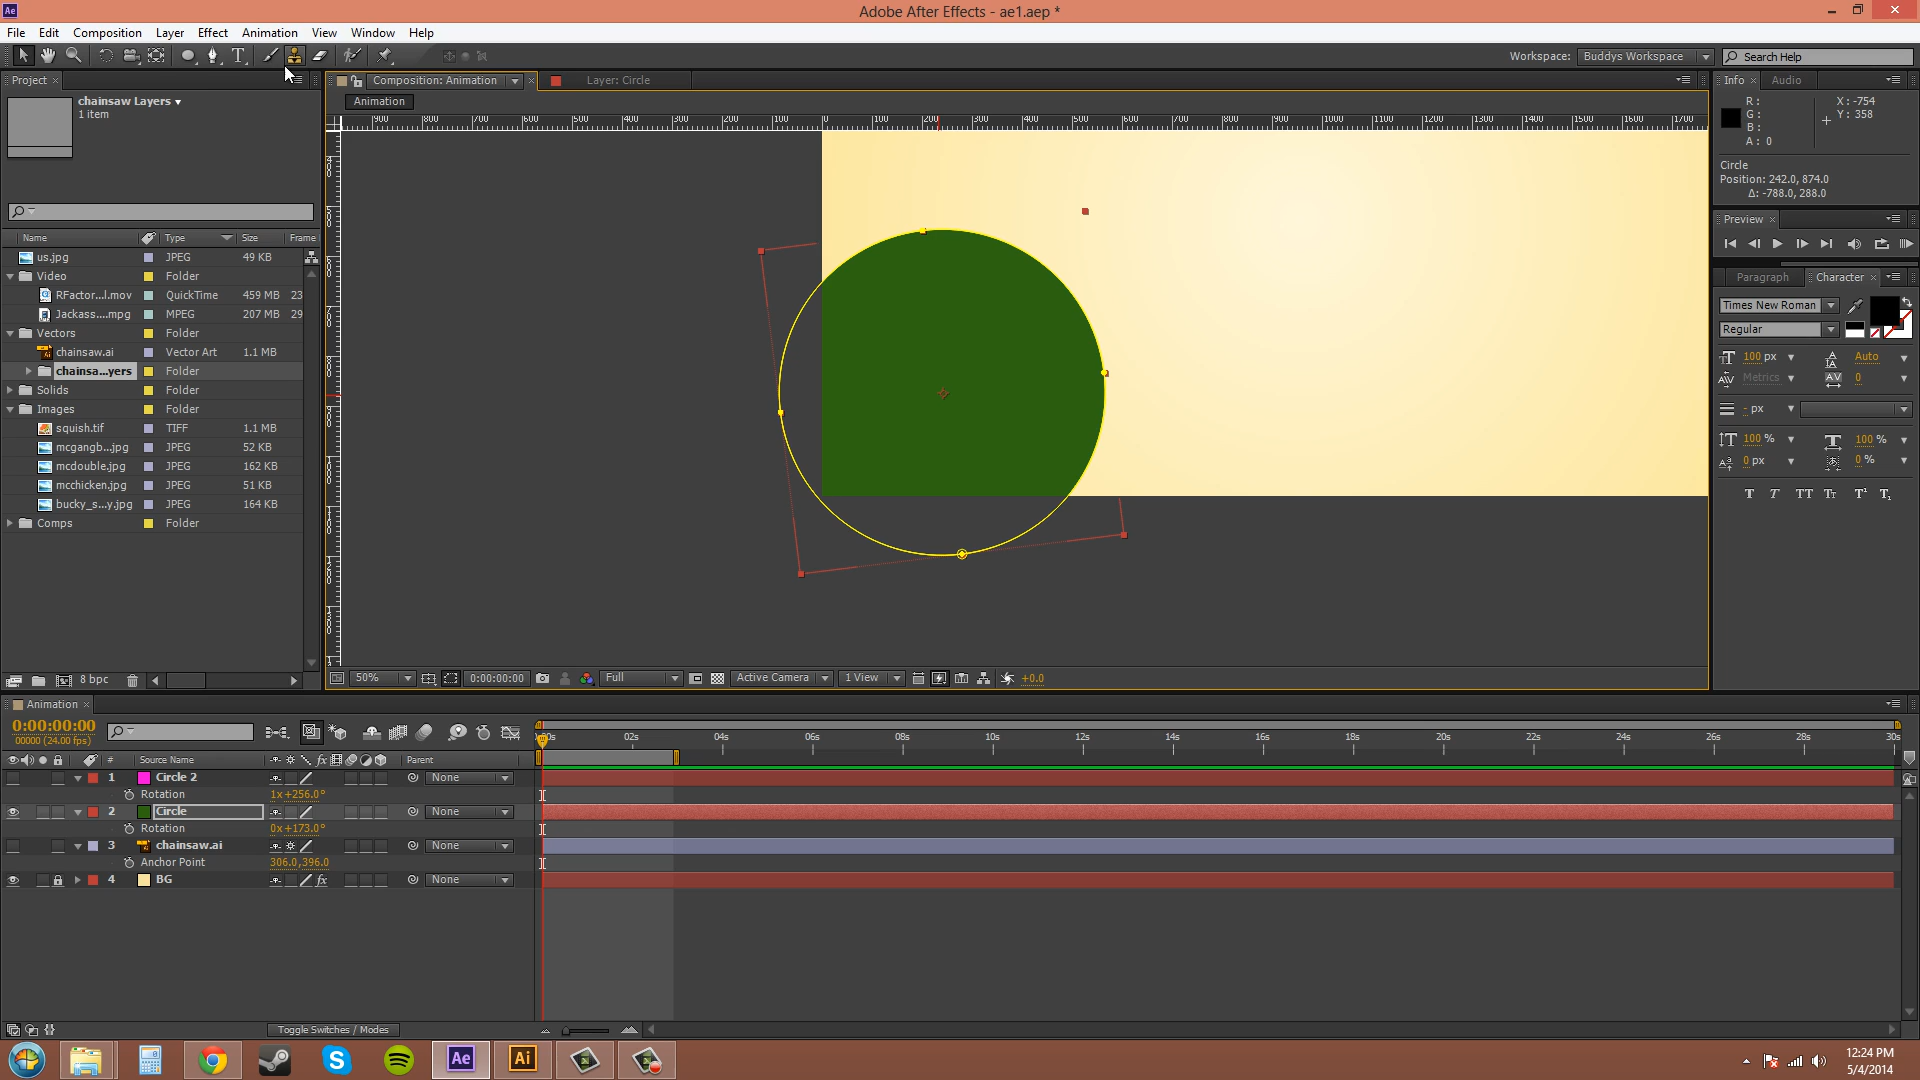 Adobe After Effects - ae1.aep *
File Edit Composition Layer Effect Animation View Window Help
Workspace: Buddys Workspace Search Help
Project × Composition: Animation × Layer: Circle Info × Audio
chainsaw Layers
1 item
Animation
R: X: -754
G: Y: 358
B:
A: 0
Circle
Position: 242.0, 874.0
Δ: -788.0, 288.0
Preview ×
Name Type Size Frame
us.jpg JPEG 49 KB
Video Folder
RFactor...l.mov QuickTime 459 MB 23
Jackass....mpg MPEG 207 MB 29
Vectors Folder
chainsaw.ai Vector Art 1.1 MB
chainsa...yers Folder
Solids Folder
Images Folder
squish.tif TIFF 1.1 MB
mcgangb...jpg JPEG 52 KB
mcdouble.jpg JPEG 162 KB
mcchicken.jpg JPEG 51 KB
bucky_s...y.jpg JPEG 164 KB
Comps Folder
8 bpc
Paragraph Character ×
Times New Roman
Regular
100 px Auto
Metrics 0
- px
100 % 100 %
0 px 0 %
50% 0:00:00:00 Full Active Camera 1 View +0.0
Animation ×
0:00:00:00
00000 (24.00 fps)
# Source Name Parent
00s 02s 04s 06s 08s 10s 12s 14s 16s 18s 20s 22s 24s 26s 28s 30s
1 Circle 2 None
Rotation 1x+256.0°
2 Circle None
Rotation 0x+173.0°
3 chainsaw.ai None
Anchor Point 306.0,396.0
4 BG None
Toggle Switches / Modes
Ae Ai
12:24 PM
5/4/2014